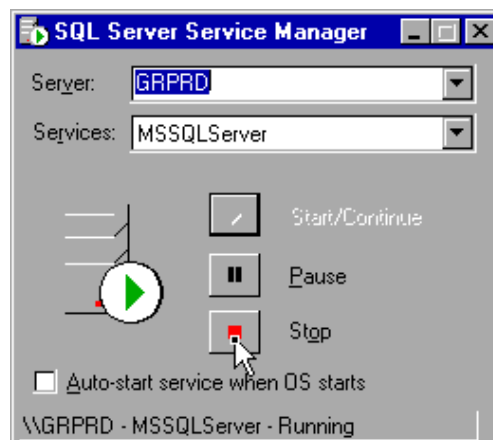 SQL Server Service Manager
Server: GRPRD
Services: MSSQLServer
Start/Continue
Pause
Stop
Auto-start service when OS starts
\\GRPRD - MSSQLServer - Running